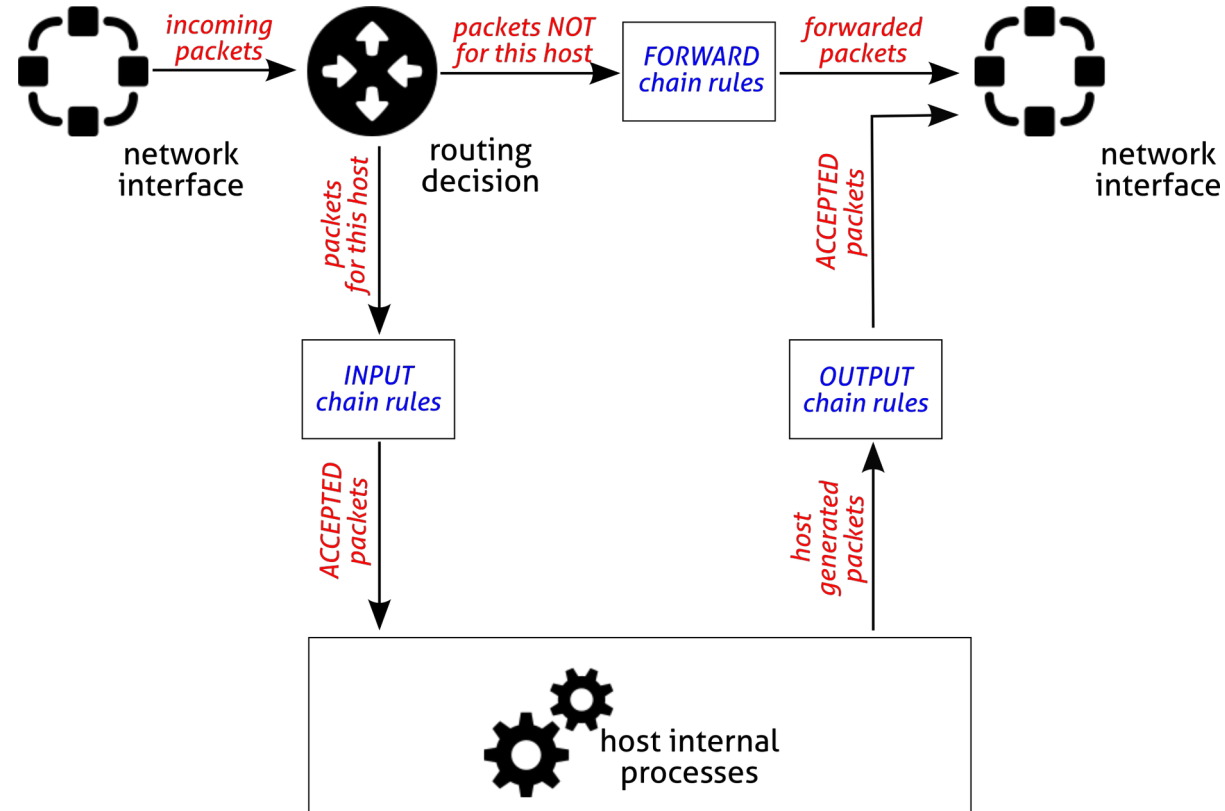 incoming
packets
packets NOT
for this host
FORWARD
chain rules
forwarded
packets
network
interface
routing
decision
network
interface
packets
for this host
ACCEPTED
packets
INPUT
chain rules
OUTPUT
chain rules
ACCEPTED
packets
host
generated
packets
host internal
processes